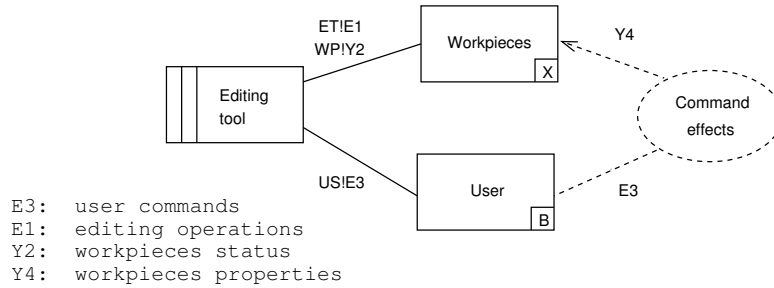 ET!E1
WP!Y2
Workpieces
X
Y4
Editing
tool
Command
effects
US!E3
User
B
E3
E3: user commands
E1: editing operations
Y2: workpieces status
Y4: workpieces properties